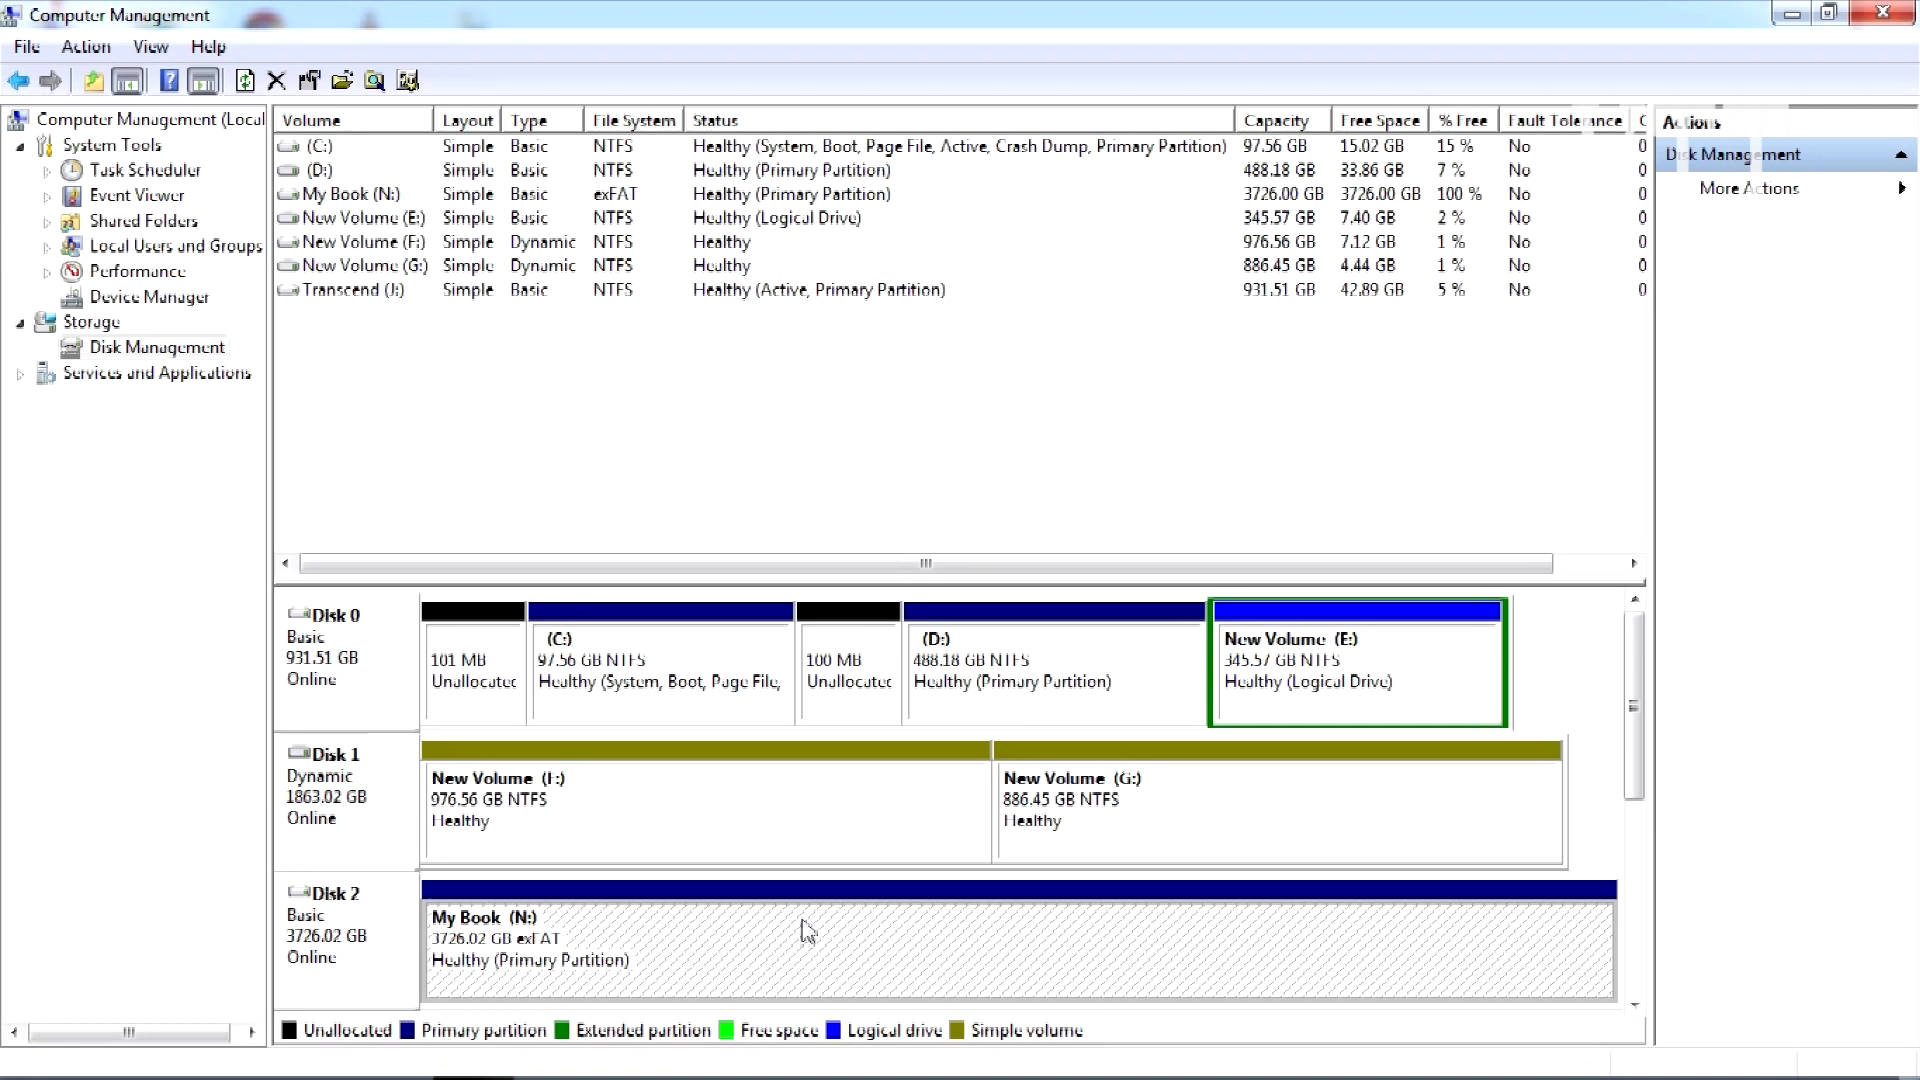 Computer Management
File Action View Help
Computer Management (Local
System Tools
Task Scheduler
Event Viewer
Shared Folders
Local Users and Groups
Performance
Device Manager
Storage
Disk Management
Services and Applications
Volume Layout Type File System Status Capacity Free Space % Free Fault Tolerance
(C:) Simple Basic NTFS Healthy (System, Boot, Page File, Active, Crash Dump, Primary Partition) 97.56 GB 15.02 GB 15 % No 0
(D:) Simple Basic NTFS Healthy (Primary Partition) 488.18 GB 33.86 GB 7 % No 0
My Book (N:) Simple Basic exFAT Healthy (Primary Partition) 3726.00 GB 3726.00 GB 100 % No 0
New Volume (E:) Simple Basic NTFS Healthy (Logical Drive) 345.57 GB 7.40 GB 2 % No 0
New Volume (F:) Simple Dynamic NTFS Healthy 976.56 GB 7.12 GB 1 % No 0
New Volume (G:) Simple Dynamic NTFS Healthy 886.45 GB 4.44 GB 1 % No 0
Transcend (J:) Simple Basic NTFS Healthy (Active, Primary Partition) 931.51 GB 42.89 GB 5 % No 0
Actions
Disk Management
More Actions
Disk 0
Basic
931.51 GB
Online
101 MB
Unallocatec
(C:)
97.56 GB NTFS
Healthy (System, Boot, Page File,
100 MB
Unallocatec
(D:)
488.18 GB NTFS
Healthy (Primary Partition)
New Volume (E:)
345.57 GB NTFS
Healthy (Logical Drive)
Disk 1
Dynamic
1863.02 GB
Online
New Volume (F:)
976.56 GB NTFS
Healthy
New Volume (G:)
886.45 GB NTFS
Healthy
Disk 2
Basic
3726.02 GB
Online
My Book (N:)
3726.02 GB exFAT
Healthy (Primary Partition)
Unallocated Primary partition Extended partition Free space Logical drive Simple volume